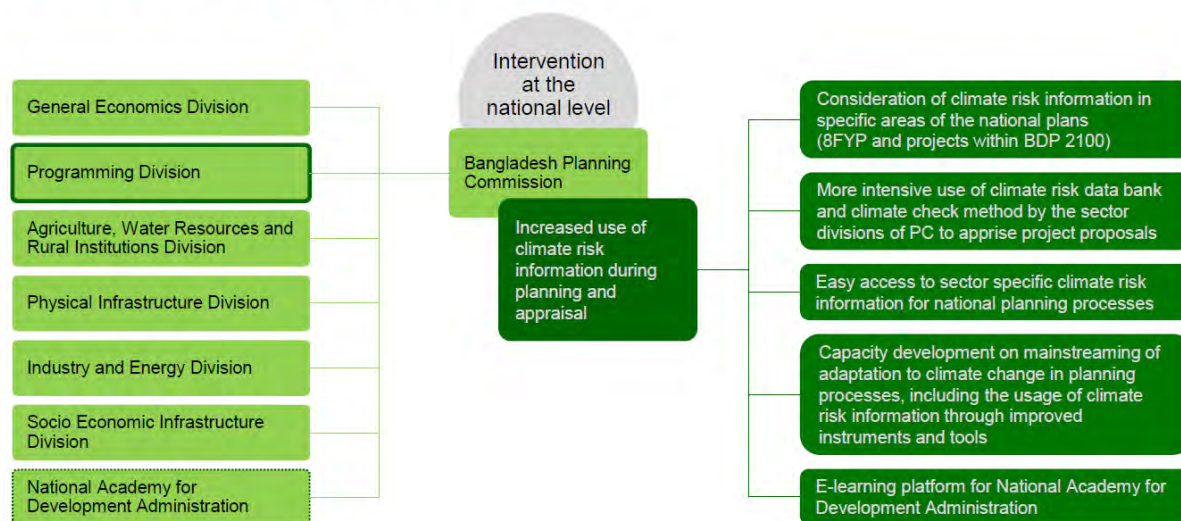 Intervention
at the
national level
Bangladesh Planning
Commission
Increased use of
climate risk
information during
planning and
appraisal
General Economics Division
Programming Division
Agriculture, Water Resources and
Rural Institutions Division
Physical Infrastructure Division
Industry and Energy Division
Socio Economic Infrastructure
Division
National Academy for
Development Administration
Consideration of climate risk information in
specific areas of the national plans
(8FYP and projects within BDP 2100)
More intensive use of climate risk data bank
and climate check method by the sector
divisions of PC to apprise project proposals
Easy access to sector specific climate risk
information for national planning processes
Capacity development on mainstreaming of
adaptation to climate change in planning
processes, including the usage of climate
risk information through improved
instruments and tools
E-learning platform for National Academy for
Development Administration